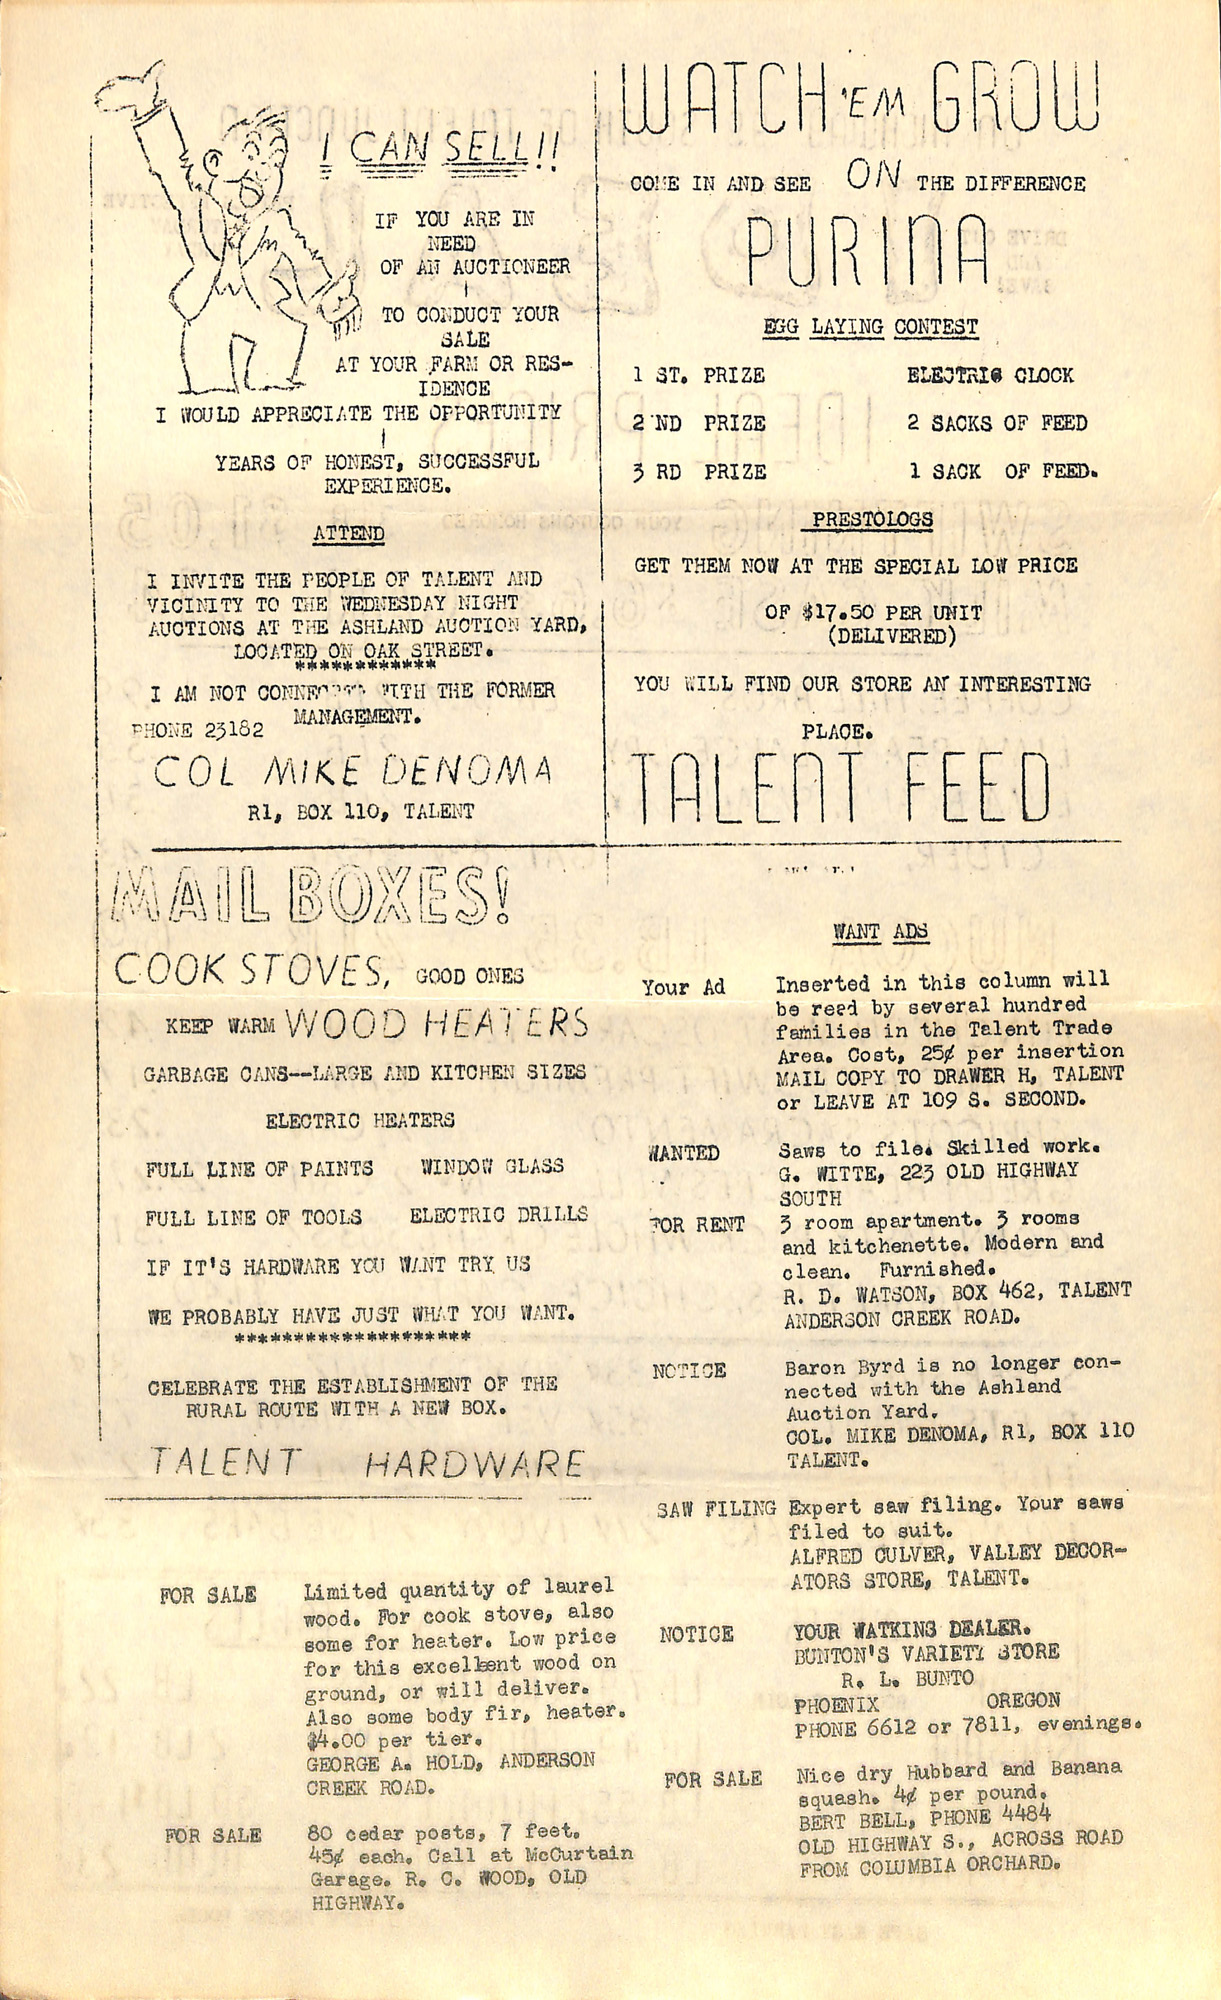 I CAN SELL!!
IF YOU ARE IN
NEED
OF AN AUCTIONEER
TO CONDUCT YOUR
SALE
AT YOUR FARM OR RES-
IDENCE
I WOULD APPRECIATE THE OPPORTUNITY
YEARS OF HONEST, SUCCESSFUL
EXPERIENCE.
ATTEND
I INVITE THE PEOPLE OF TALENT AND
VICINITY TO THE WEDNESDAY NIGHT
AUCTIONS AT THE ASHLAND AUCTION YARD,
LOCATED ON OAK STREET.
************
I AM NOT WITH THE FORMER
MANAGEMENT.
PHONE 23182
COL MIKE DENOMA
R1, BOX 110, TALENT
WATCH 'EM GROW
COME IN AND SEE ON THE DIFFERENCE
PURINA
EGG LAYING CONTEST
1 ST. PRIZE ELECTRIC CLOCK
2 ND PRIZE 2 SACKS OF FEED
3 RD PRIZE 1 SACK OF FEED.
PRESTOLOGS
GET THEM NOW AT THE SPECIAL LOW PRICE
OF $17.50 PER UNIT
(DELIVERED)
YOU WILL FIND OUR STORE AN INTERESTING
PLACE.
TALENT FEED
MAIL BOXES!
COOK STOVES, GOOD ONES
KEEP WARM WOOD HEATERS
GARBAGE CANS--LARGE AND KITCHEN SIZES
ELECTRIC HEATERS
FULL LINE OF PAINTS WINDOW GLASS
FULL LINE OF TOOLS ELECTRIC DRILLS
IF IT'S HARDWARE YOU WANT TRY US
WE PROBABLY HAVE JUST WHAT YOU WANT.
********************
CELEBRATE THE ESTABLISHMENT OF THE
RURAL ROUTE WITH A NEW BOX.
TALENT HARDWARE
FOR SALE Limited quantity of laurel
wood. For cook stove, also
some for heater. Low price
for this excellent wood on
ground, or will deliver.
Also some body fir, heater.
$4.00 per tier.
GEORGE A. HOLD, ANDERSON
CREEK ROAD.
FOR SALE 80 cedar posts, 7 feet.
45¢ each. Call at McCurtain
Garage. R. C. WOOD, OLD
HIGHWAY.
WANT ADS
Your Ad Inserted in this column will
be reed by several hundred
families in the Talent Trade
Area. Cost, 25¢ per insertion
MAIL COPY TO DRAWER H, TALENT
or LEAVE AT 109 S. SECOND.
WANTED Saws to file. Skilled work.
G. WITTE, 223 OLD HIGHWAY
SOUTH
FOR RENT 3 room apartment. 3 rooms
and kitchenette. Modern and
clean. Furnished.
R. D. WATSON, BOX 462, TALENT
ANDERSON CREEK ROAD.
NOTICE Baron Byrd is no longer con-
nected with the Ashland
Auction Yard.
COL. MIKE DENOMA, R1, BOX 110
TALENT.
SAW FILING Expert saw filing. Your saws
filed to suit.
ALFRED CULVER, VALLEY DECOR-
ATORS STORE, TALENT.
NOTICE YOUR WATKINS DEALER.
BUNTON'S VARIETY STORE
R. L. BUNTO
PHOENIX OREGON
PHONE 6612 or 7811, evenings.
FOR SALE Nice dry Hubbard and Banana
squash. 4¢ per pound.
BERT BELL, PHONE 4484
OLD HIGHWAY S., ACROSS ROAD
FROM COLUMBIA ORCHARD.